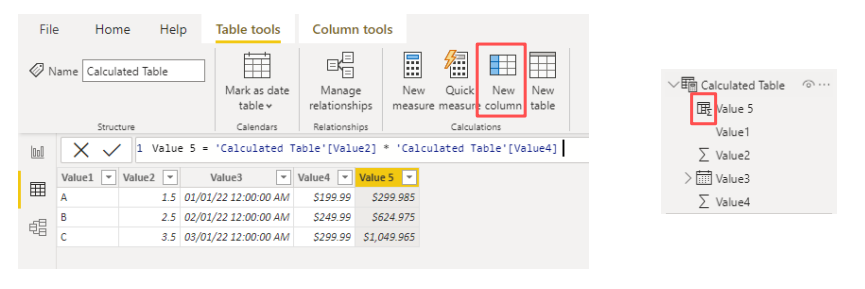 File Home Help Table tools Column tools
Name Calculated Table
Mark as date
table
Manage
relationships
New
measure
Quick
measure
New
column
New
table
Structure Calendars Relationships Calculations
1 Value 5 = 'Calculated Table'[Value2] * 'Calculated Table'[Value4]
Value1 Value2 Value3 Value4 Value 5
A 1.5 01/01/22 12:00:00 AM $199.99 $299.985
B 2.5 02/01/22 12:00:00 AM $249.99 $624.975
C 3.5 03/01/22 12:00:00 AM $299.99 $1,049.965
Calculated Table
Value 5
Value1
Value2
Value3
Value4